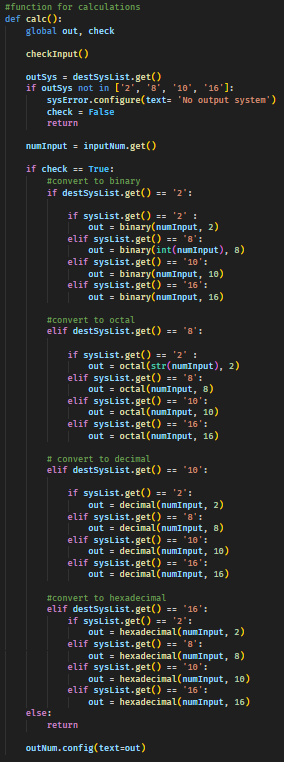 #function for calculations
def calc():
    global out, check

    checkInput()

    outSys = destSysList.get()
    if outSys not in ['2', '8', '10', '16']:
        sysError.configure(text= 'No output system')
        check = False
        return

    numInput = inputNum.get()

    if check == True:
        #convert to binary
        if destSysList.get() == '2':

            if sysList.get() == '2' :
                out = binary(numInput, 2)
            elif sysList.get() == '8':
                out = binary(int(numInput), 8)
            elif sysList.get() == '10':
                out = binary(numInput, 10)
            elif sysList.get() == '16':
                out = binary(numInput, 16)

        #convert to octal
        elif destSysList.get() == '8':

            if sysList.get() == '2' :
                out = octal(str(numInput), 2)
            elif sysList.get() == '8':
                out = octal(numInput, 8)
            elif sysList.get() == '10':
                out = octal(numInput, 10)
            elif sysList.get() == '16':
                out = octal(numInput, 16)

        # convert to decimal
        elif destSysList.get() == '10':

            if sysList.get() == '2':
                out = decimal(numInput, 2)
            elif sysList.get() == '8':
                out = decimal(numInput, 8)
            elif sysList.get() == '10':
                out = decimal(numInput, 10)
            elif sysList.get() == '16':
                out = decimal(numInput, 16)

        #convert to hexadecimal
        elif destSysList.get() == '16':
            if sysList.get() == '2':
                out = hexadecimal(numInput, 2)
            elif sysList.get() == '8':
                out = hexadecimal(numInput, 8)
            elif sysList.get() == '10':
                out = hexadecimal(numInput, 10)
            elif sysList.get() == '16':
                out = hexadecimal(numInput, 16)
    else:
        return

    outNum.config(text=out)